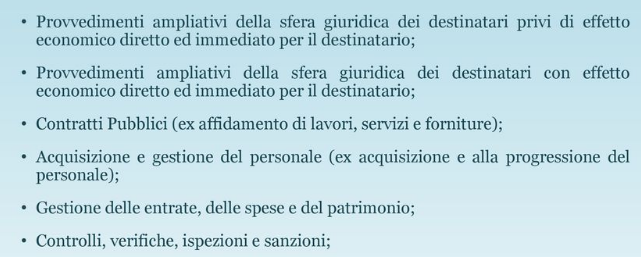 • Provvedimenti ampliativi della sfera giuridica dei destinatari privi di effetto
economico diretto ed immediato per il destinatario;
• Provvedimenti ampliativi della sfera giuridica dei destinatari con effetto
economico diretto ed immediato per il destinatario;
• Contratti Pubblici (ex affidamento di lavori, servizi e forniture);
• Acquisizione e gestione del personale (ex acquisizione e alla progressione del
personale);
• Gestione delle entrate, delle spese e del patrimonio;
• Controlli, verifiche, ispezioni e sanzioni;